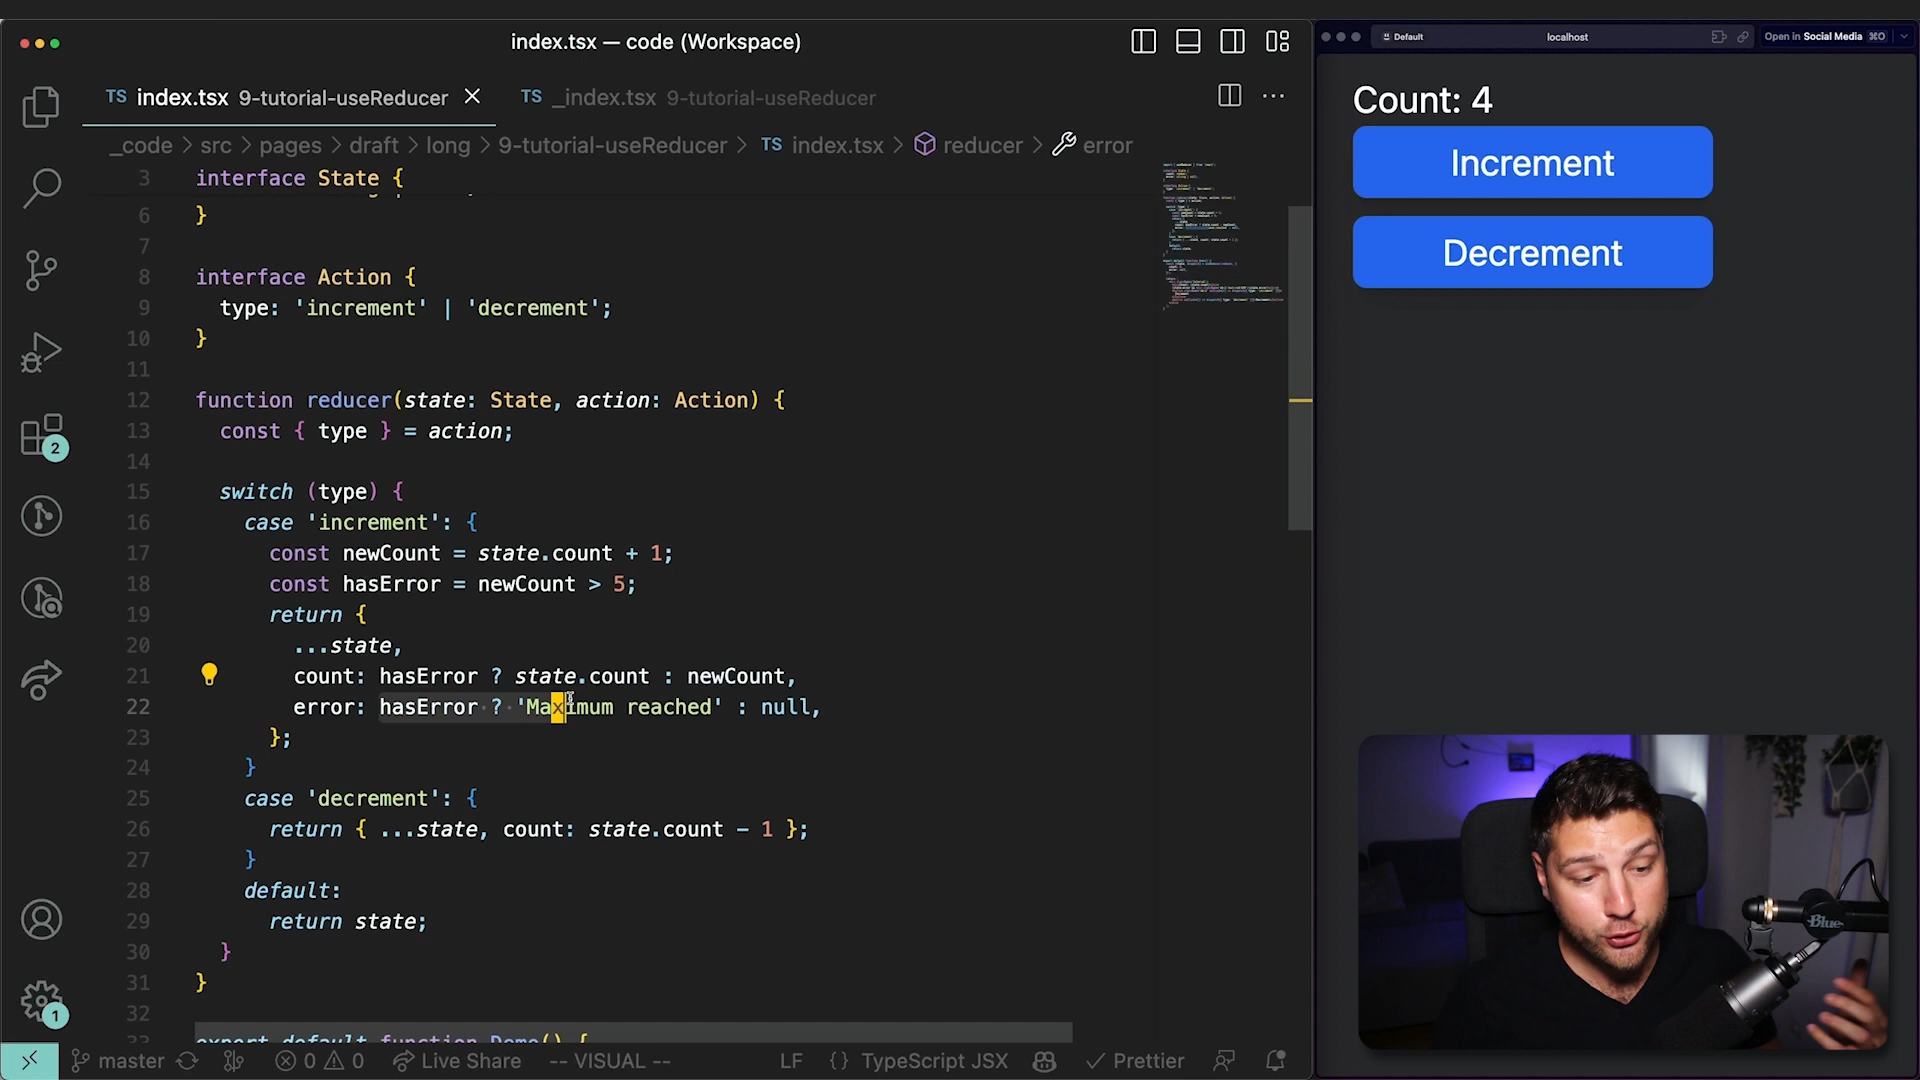 index.tsx — code (Workspace)
TS index.tsx 9-tutorial-useReducer
TS _index.tsx 9-tutorial-useReducer
_code > src > pages > draft > long > 9-tutorial-useReducer > TS index.tsx > reducer > error
3 interface State {
6 }
7
8 interface Action {
9 type: 'increment' | 'decrement';
10 }
11
12 function reducer(state: State, action: Action) {
13 const { type } = action;
14
15 switch (type) {
16 case 'increment': {
17 const newCount = state.count + 1;
18 const hasError = newCount > 5;
19 return {
20 ...state,
21 count: hasError ? state.count : newCount,
22 error: hasError ? 'Maximum reached' : null,
23 };
24 }
25 case 'decrement': {
26 return { ...state, count: state.count - 1 };
27 }
28 default:
29 return state;
30 }
31 }
32
33 export default function Demo() {
2
1
master
0
0
Live Share
-- VISUAL --
LF
{} TypeScript JSX
Prettier
Default
localhost
Open in Social Media ⌘O
Count: 4
Increment
Decrement
Blue